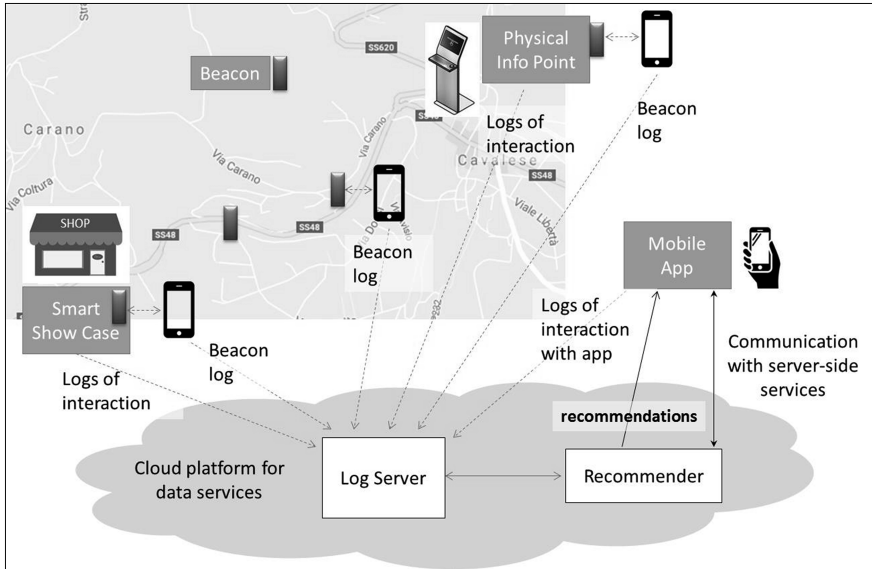 Stra
SS620
Physical
Info Point
Beacon
Beacon
log
Carano
Via Carano
Logs of
interaction
Cavalese
SS48
Via Coltura
Via Carano
SS48
SS48
Viale Libertà
SHOP
Beacon
log
Mobile
App
Smart
Show Case
Logs of
interaction
with app
Communication
with server-side
services
Beacon
log
Logs of
interaction
recommendations
Cloud platform for
data services
Log Server
Recommender